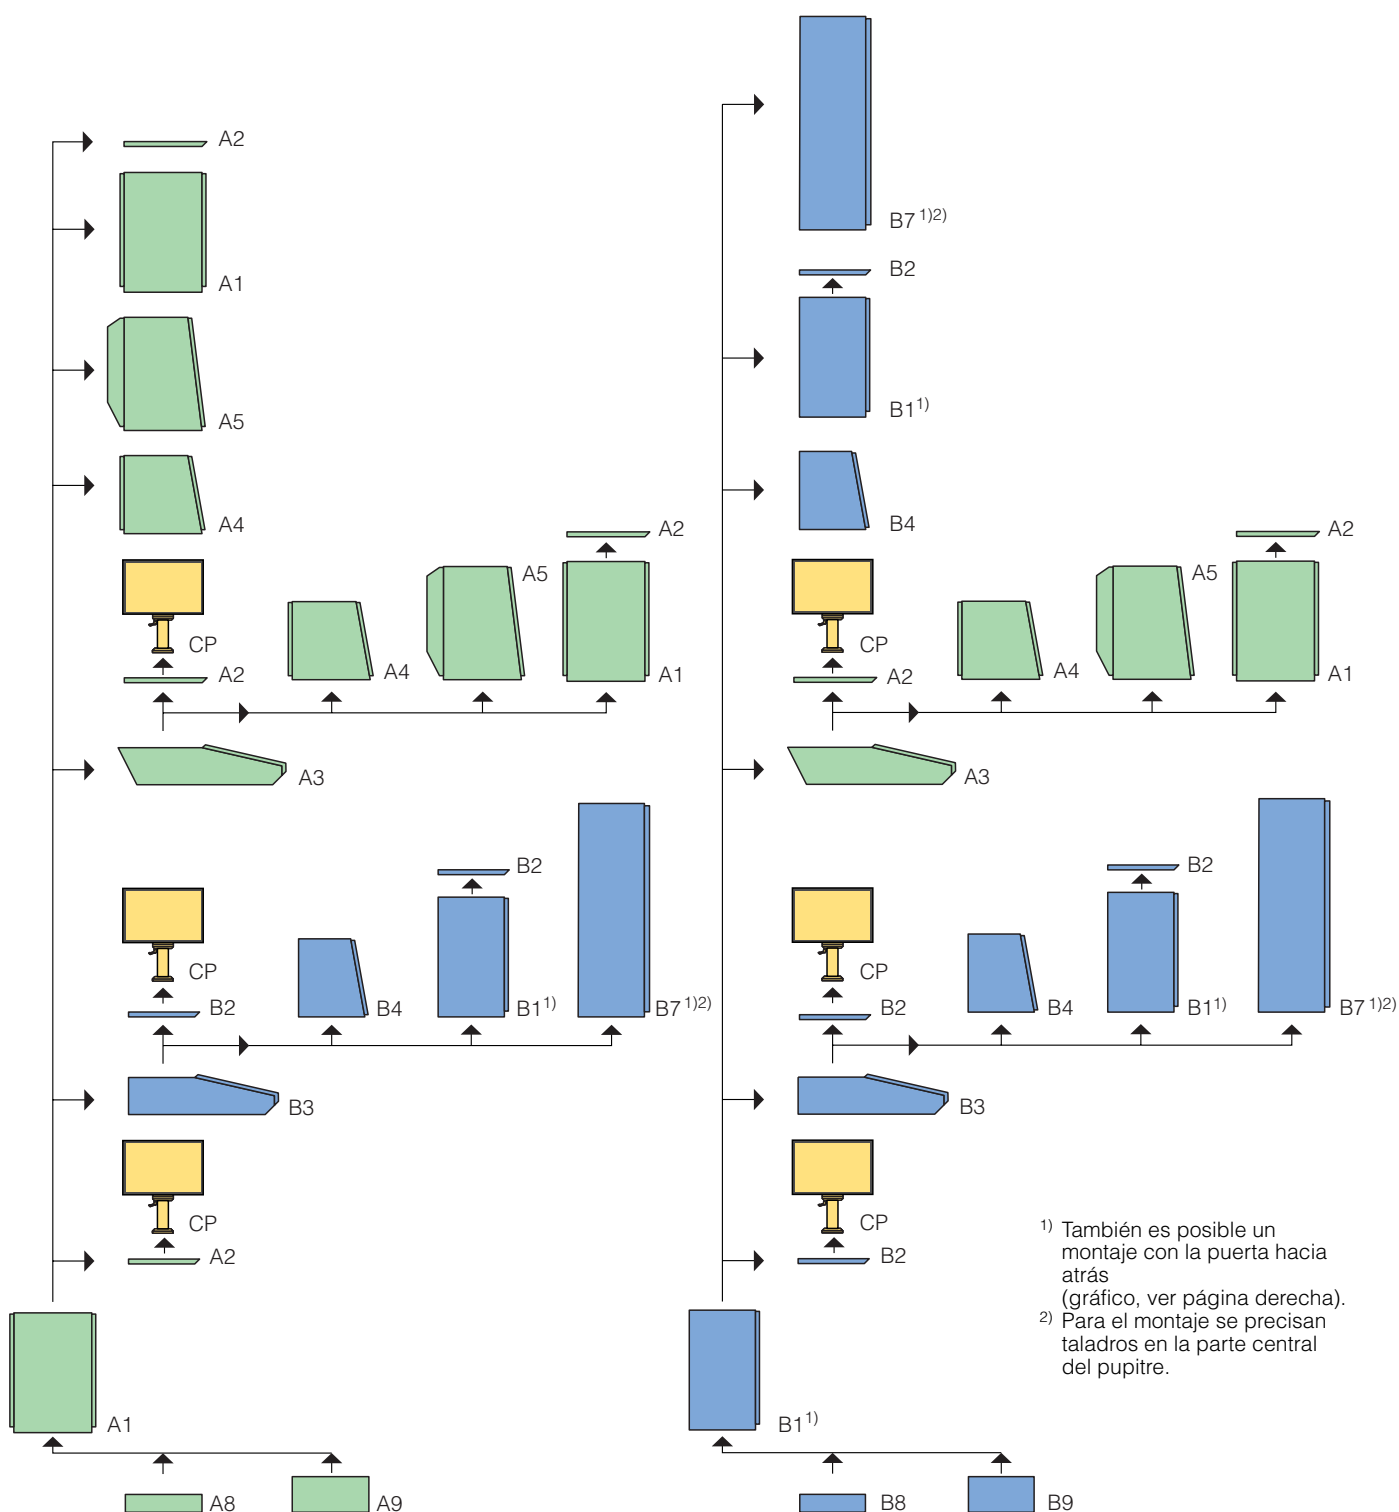 A2
A1
A5
A4
CP
A2
A4
A5
A2
A1
A3
CP
B2
B4
B2
B1 1)
B7 1)2)
B3
CP
A2
A1
A8
A9
B7 1)2)
B2
B1 1)
B4
CP
A2
A4
A5
A2
A1
A3
CP
B2
B4
B2
B1 1)
B7 1)2)
B3
CP
B2
B1 1)
B8
B9
1) También es posible un
montaje con la puerta hacia
atrás
(gráfico, ver página derecha).
2) Para el montaje se precisan
taladros en la parte central
del pupitre.